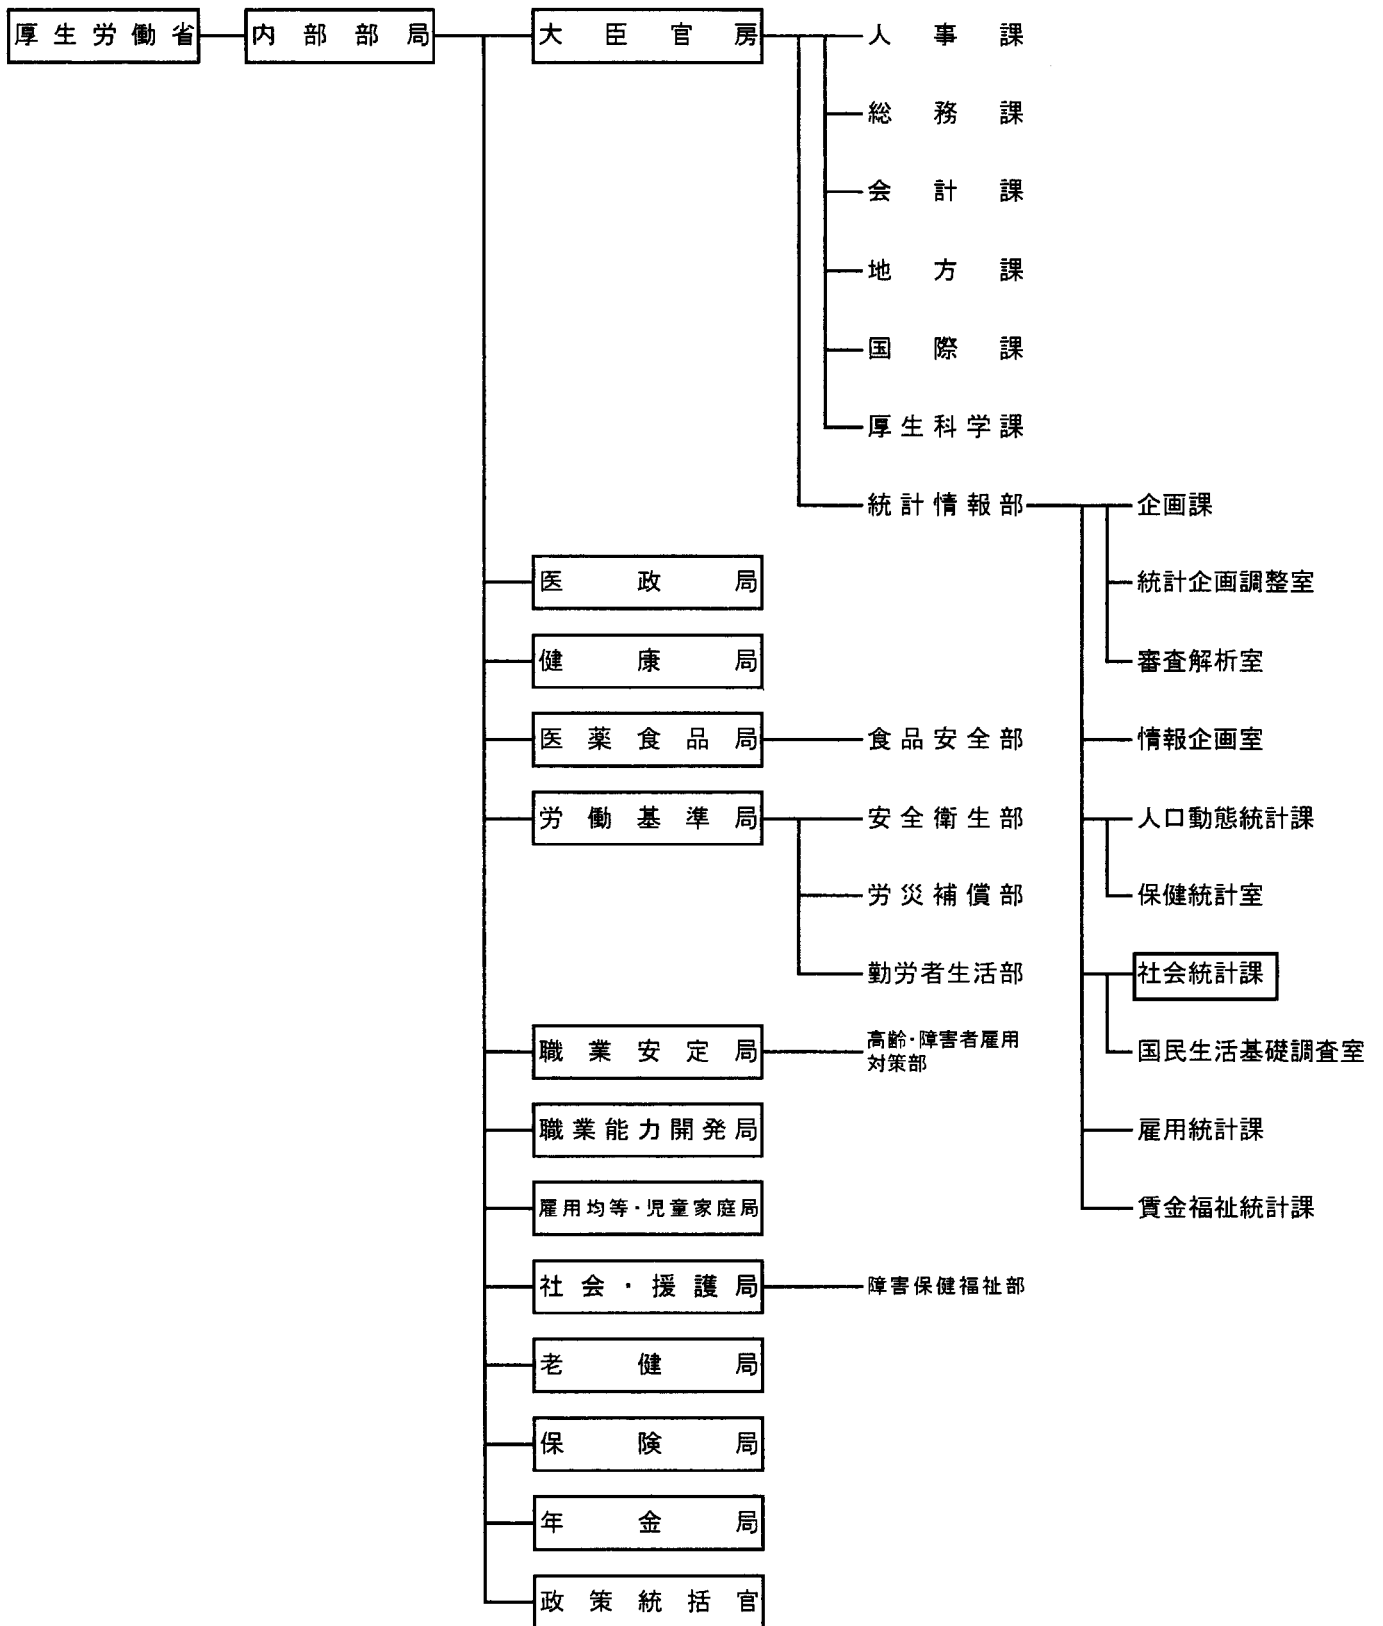 厚生労働省
内部部局
大臣官房
人事課
総務課
会計課
地方課
国際課
厚生科学課
統計情報部
企画課
医政局
統計企画調整室
健康局
審査解析室
医薬食品局
食品安全部
情報企画室
労働基準局
安全衛生部
人口動態統計課
労災補償部
保健統計室
勤労者生活部
社会統計課
職業安定局
高齢・障害者雇用
対策部
国民生活基礎調査室
職業能力開発局
雇用統計課
雇用均等・児童家庭局
賃金福祉統計課
社会・援護局
障害保健福祉部
老健局
保険局
年金局
政策統括官